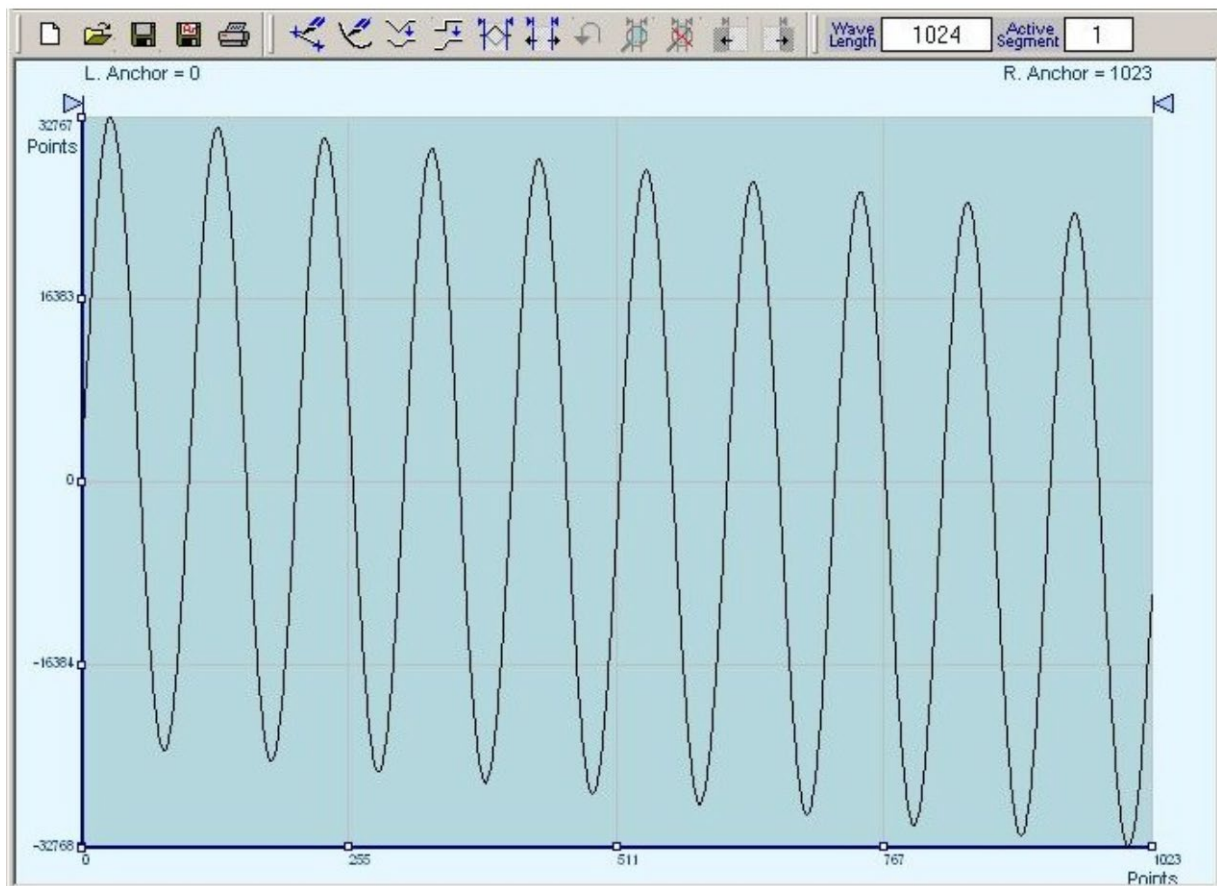 Wave Length 1024 Active Segment 1
L. Anchor = 0 R. Anchor = 1023
32767
Points
16383
0
-16384
-32768
0 255 511 767 1023
Points